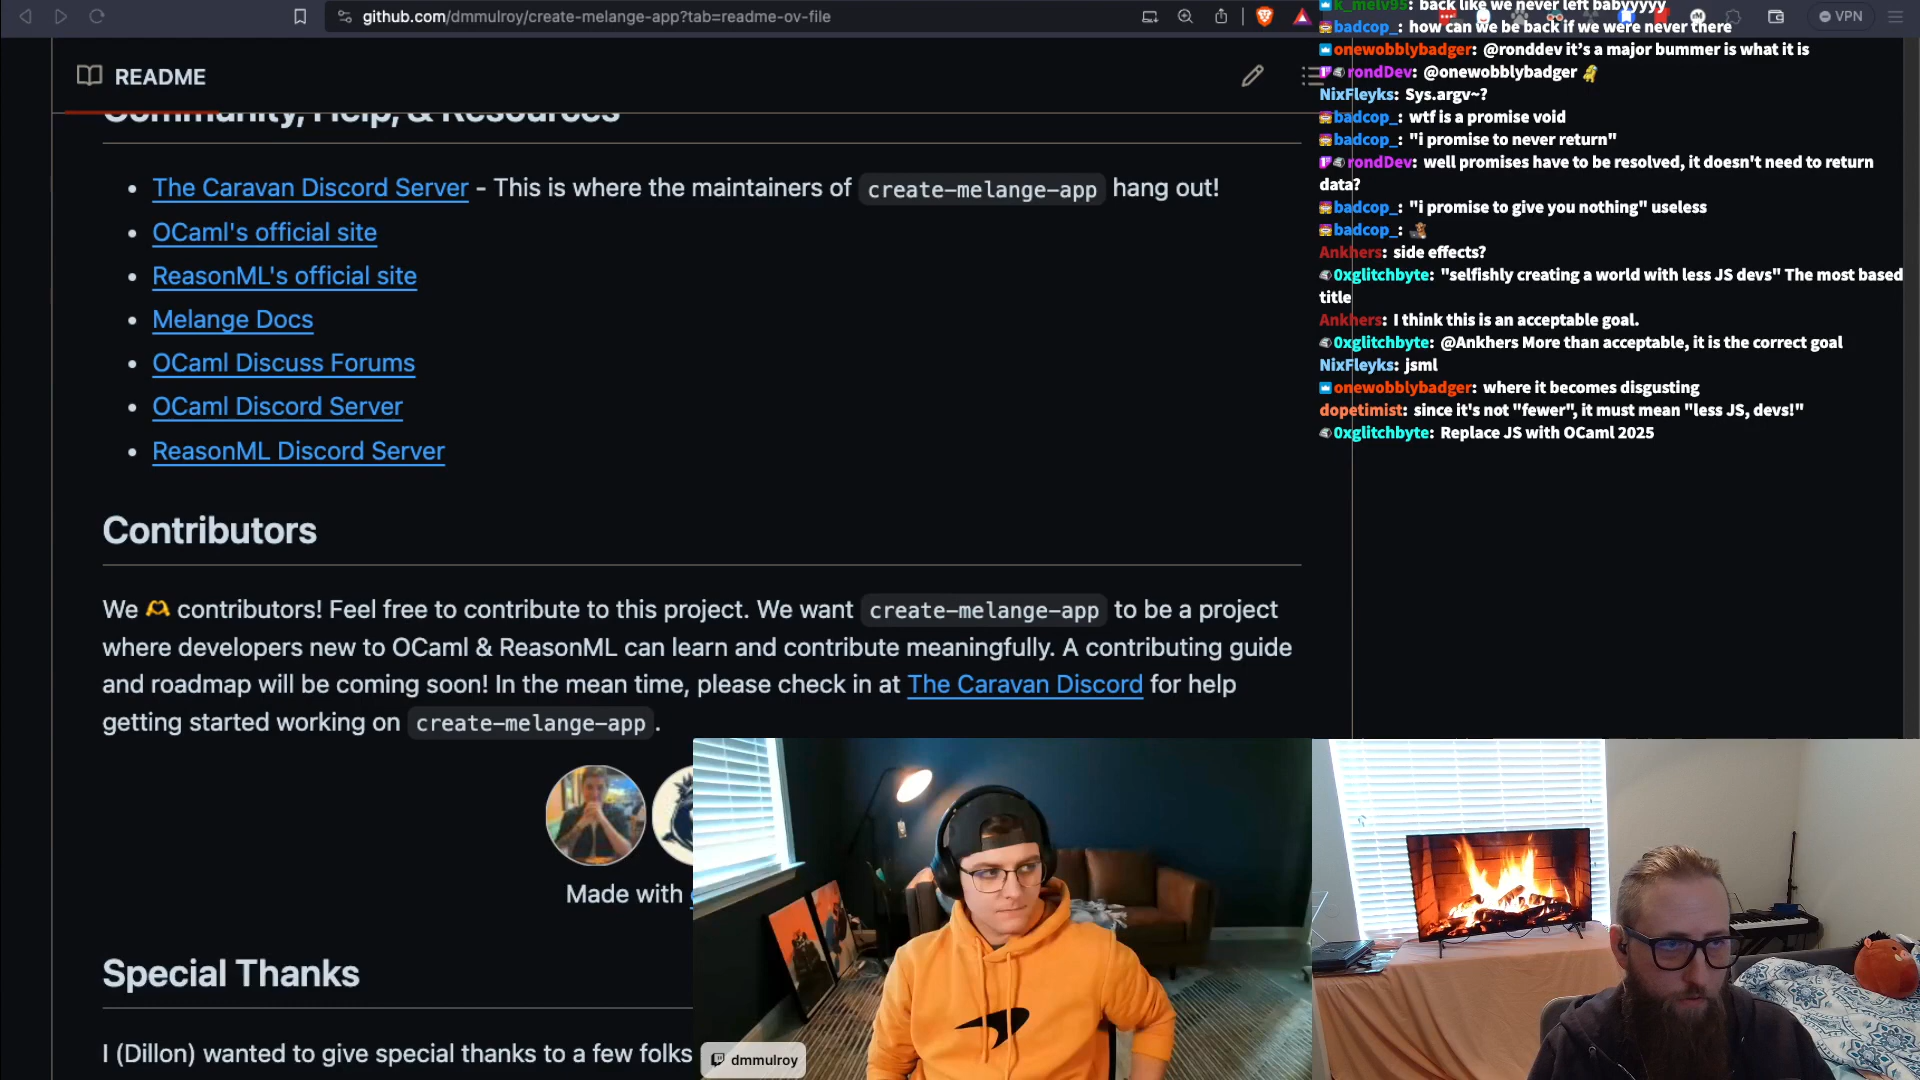 github.com/dmmulroy/create-melange-app?tab=readme-ov-file
VPN
README
Community, Help, & Resources
The Caravan Discord Server - This is where the maintainers of create-melange-app hang out!
OCaml's official site
ReasonML's official site
Melange Docs
OCaml Discuss Forums
OCaml Discord Server
ReasonML Discord Server
Contributors
We 🫶 contributors! Feel free to contribute to this project. We want create-melange-app to be a project
where developers new to OCaml & ReasonML can learn and contribute meaningfully. A contributing guide
and roadmap will be coming soon! In the mean time, please check in at The Caravan Discord for help
getting started working on create-melange-app.
Made with
Special Thanks
I (Dillon) wanted to give special thanks to a few folks
k_melv95: back like we never left babyyyyy
badcop_: how can we be back if we were never there
onewobblybadger: @ronddev it's a major bummer is what it is
rondDev: @onewobblybadger
NixFleyks: Sys.argv~?
badcop_: wtf is a promise void
badcop_: "i promise to never return"
rondDev: well promises have to be resolved, it doesn't need to return
data?
badcop_: "i promise to give you nothing" useless
badcop_:
Ankhers: side effects?
0xglitchbyte: "selfishly creating a world with less JS devs" The most based
title
Ankhers: I think this is an acceptable goal.
0xglitchbyte: @Ankhers More than acceptable, it is the correct goal
NixFleyks: jsml
onewobblybadger: where it becomes disgusting
dopetimist: since it's not "fewer", it must mean "less JS, devs!"
0xglitchbyte: Replace JS with OCaml 2025
dmmulroy